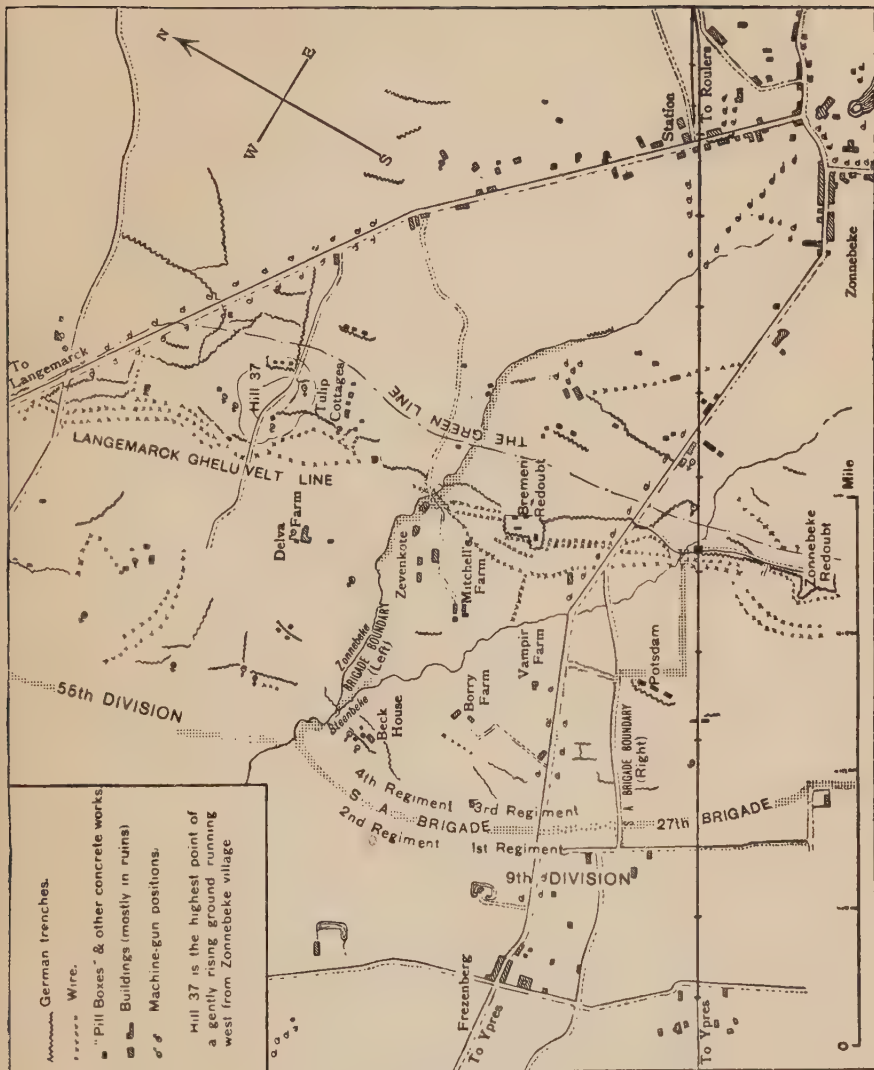 German trenches.
Wire.
"Pill Boxes" & other concrete works.
Buildings (mostly in ruins)
Machine-gun positions.
Hill 37 is the highest point of
a gently rising ground running
west from Zonnebeke village
N
E
W
S
To
Langemarck
Hill 37
Tulip
Cottages
LANGEMARCK GHELUVELT LINE
THE GREEN LINE
Delva
Farm
Station
To Roulers
Zonnebeke
55th DIVISION
Zonnebeke
BRIGADE BOUNDARY
(Left)
Steenbeke
Zevenkote
Mitchell
Farm
Bremen
Redoubt
Beck
House
Borry
Farm
Vampir
Farm
Potsdam
Zonnebeke
Redoubt
4th Regiment
3rd Regiment
S A BRIGADE
2nd Regiment
1st Regiment
S A BRIGADE BOUNDARY
(Right)
27th BRIGADE
9th DIVISION
Frezenberg
To Ypres
To Ypres
0
1 Mile